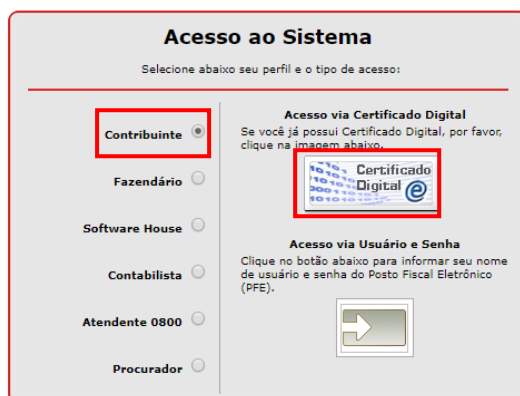 Acesso ao Sistema
Selecione abaixo seu perfil e o tipo de acesso:
Contribuinte
Fazendário
Software House
Contabilista
Atendente 0800
Procurador
Acesso via Certificado Digital
Se você já possui Certificado Digital, por favor,
clique na imagem abaixo.
Certificado
Digital
Acesso via Usuário e Senha
Clique no botão abaixo para informar seu nome
de usuário e senha do Posto Fiscal Eletrônico
(PFE).